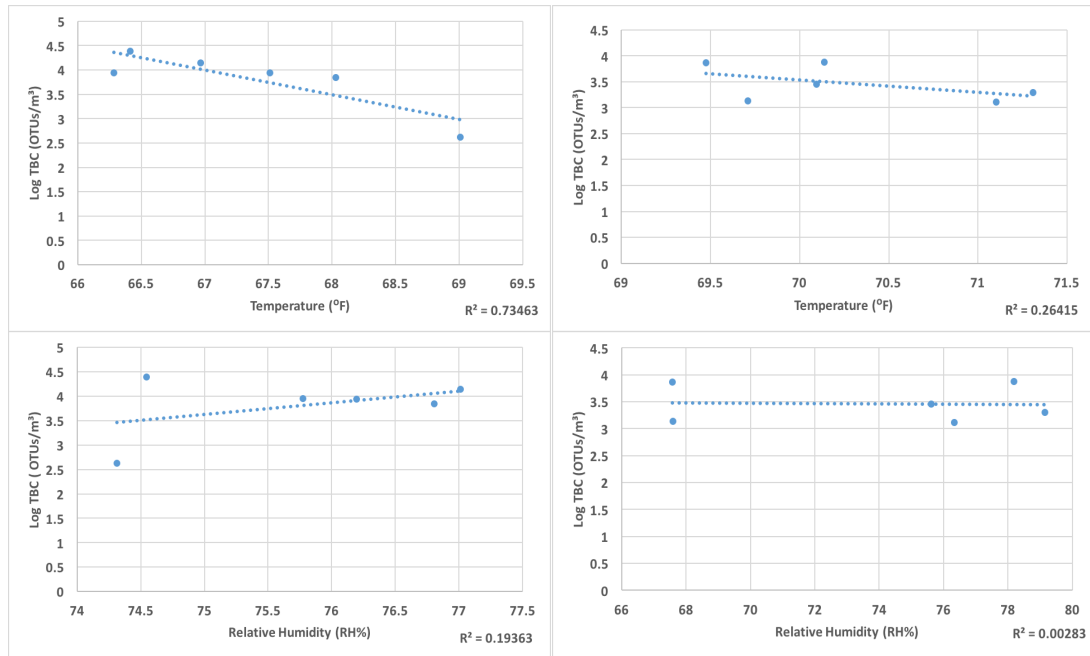 5
4.5
4
3.5
3
2.5
2
1.5
1
0.5
0
Log TBC (OTUs/m³)
66 66.5 67 67.5 68 68.5 69 69.5
Temperature (⁰F)
R² = 0.73463
4.5
4
3.5
3
2.5
2
1.5
1
0.5
0
Log TBC (OTUs/m³)
69 69.5 70 70.5 71 71.5
Temperature (⁰F)
R² = 0.26415
5
4.5
4
3.5
3
2.5
2
1.5
1
0.5
0
Log TBC ( OTUs/m³)
74 74.5 75 75.5 76 76.5 77 77.5
Relative Humidity (RH%)
R² = 0.19363
4.5
4
3.5
3
2.5
2
1.5
1
0.5
0
Log TBC (OTUs/m³)
66 68 70 72 74 76 78 80
Relative Humidity (RH%)
R² = 0.00283